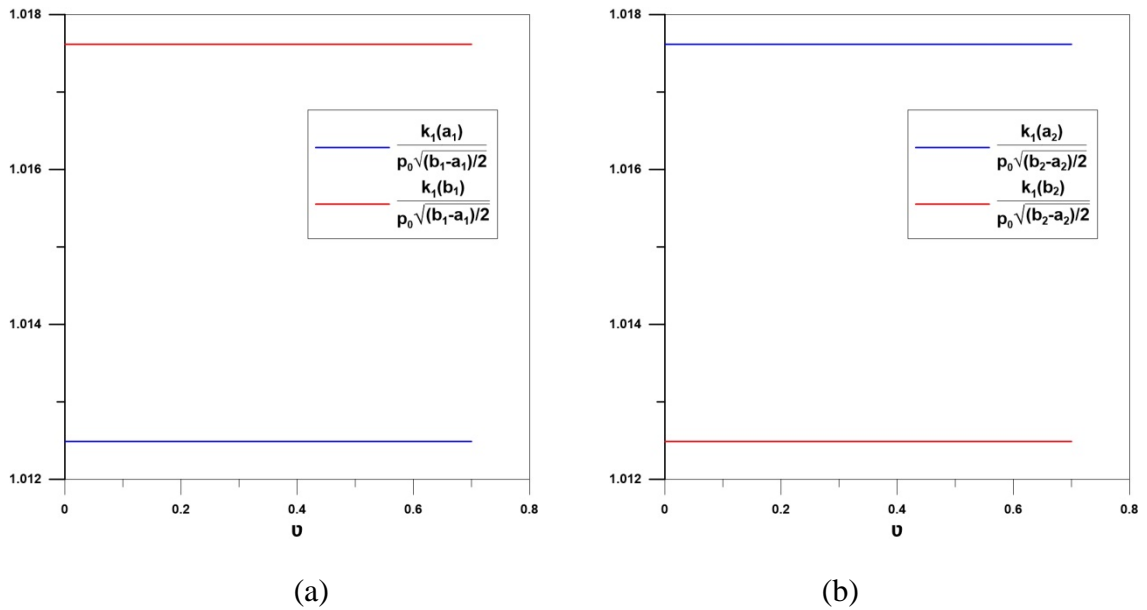 1.018
1.016
1.014
1.012
0
0.2
0.4
0.6
0.8
υ
k₁(a₁)
p₀√(b₁-a₁)/2
k₁(b₁)
p₀√(b₁-a₁)/2
(a)
1.018
1.016
1.014
1.012
0
0.2
0.4
0.6
0.8
υ
k₁(a₂)
p₀√(b₂-a₂)/2
k₁(b₂)
p₀√(b₂-a₂)/2
(b)